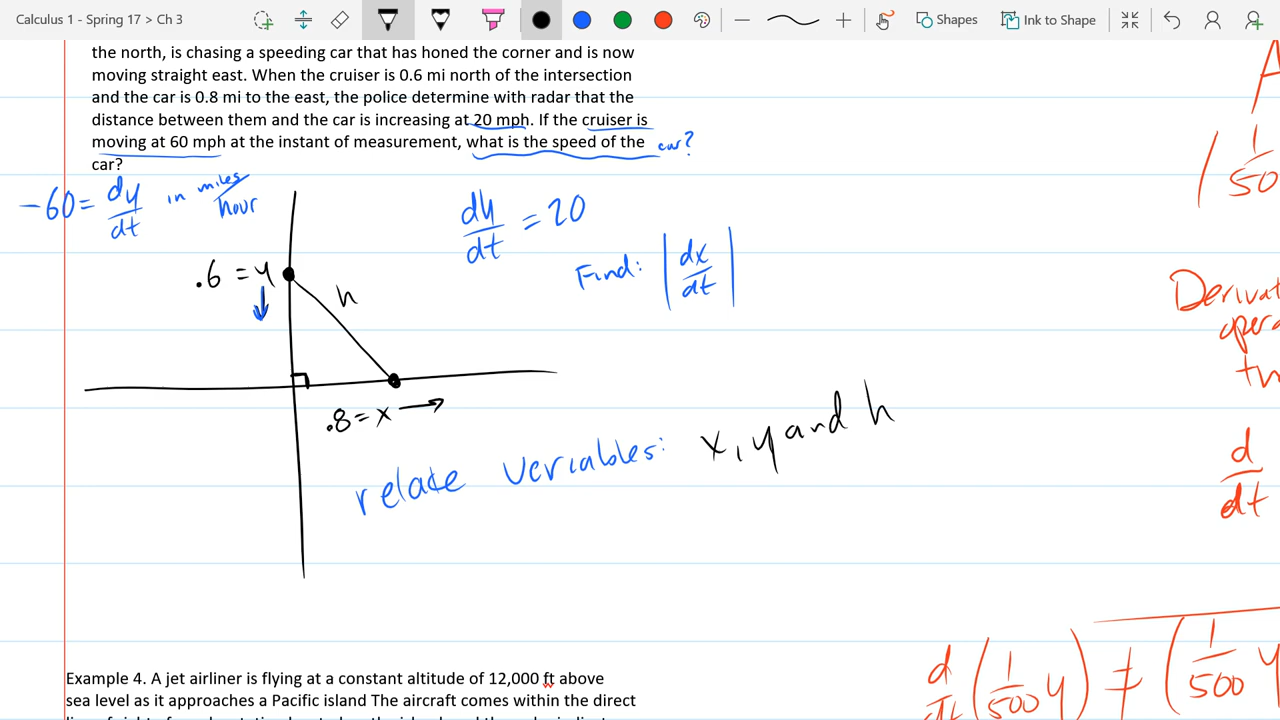 Calculus 1 - Spring 17 > Ch 3
Shapes
Ink to Shape
the north, is chasing a speeding car that has honed the corner and is now
moving straight east. When the cruiser is 0.6 mi north of the intersection
and the car is 0.8 mi to the east, the police determine with radar that the
distance between them and the car is increasing at 20 mph. If the cruiser is
moving at 60 mph at the instant of measurement, what is the speed of the car?
car?
-60 = dy/dt in miles/hour
dh/dt = 20
Find: |dx/dt|
.6 = y
h
.8 = x
relate veriables: x, y and h
A
1/50
Derivat
opera
th
d/dt
d/dt (1/500 y) ≠ (1/500 y
Example 4. A jet airliner is flying at a constant altitude of 12,000 ft above
sea level as it approaches a Pacific island The aircraft comes within the direct